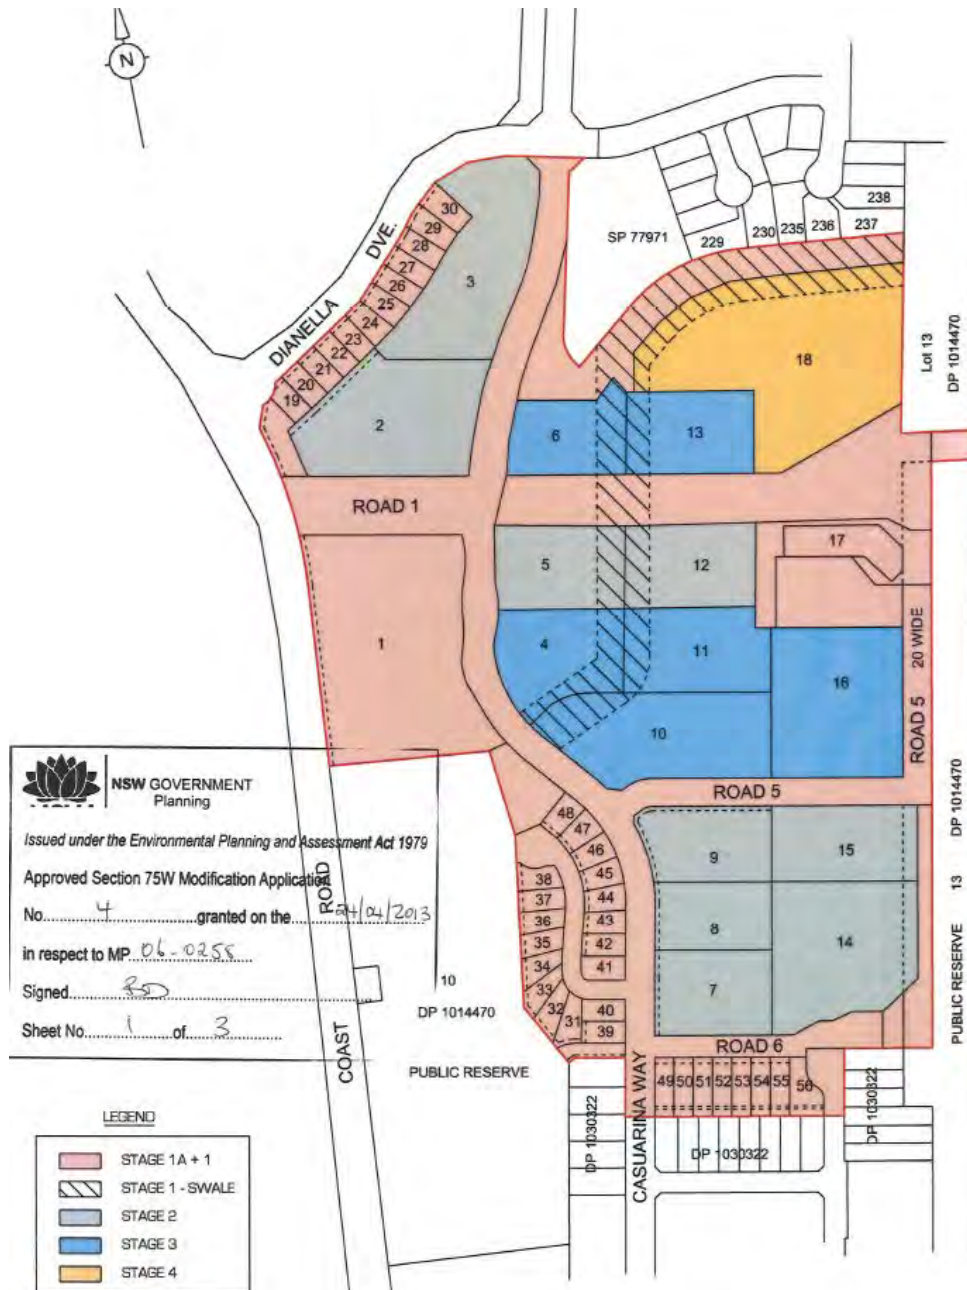 N
DIANELLA DVE.
SP 77971
229
230
235
236
237
238
Lot 13
DP 1014470
30
29
28
27
26
25
24
23
22
21
20
19
3
2
18
6
13
ROAD 1
17
5
12
1
4
11
16
10
ROAD 5
20 WIDE
ROAD 5
9
15
8
14
7
48
47
46
45
44
43
42
41
40
39
38
37
36
35
34
33
32
31
ROAD 6
49 50 51 52 53 54 55 56
CASUARINA WAY
DP 1030322
DP 1030322
DP 1030322
PUBLIC RESERVE
13
DP 1014470
10
DP 1014470
PUBLIC RESERVE
COAST ROAD
NSW GOVERNMENT
Planning
Issued under the Environmental Planning and Assessment Act 1979
Approved Section 75W Modification Application
No. 4 granted on the 24/04/2013
in respect to MP 06-0258
Signed
Sheet No. 1 of 3
LEGEND
STAGE 1A + 1
STAGE 1 - SWALE
STAGE 2
STAGE 3
STAGE 4